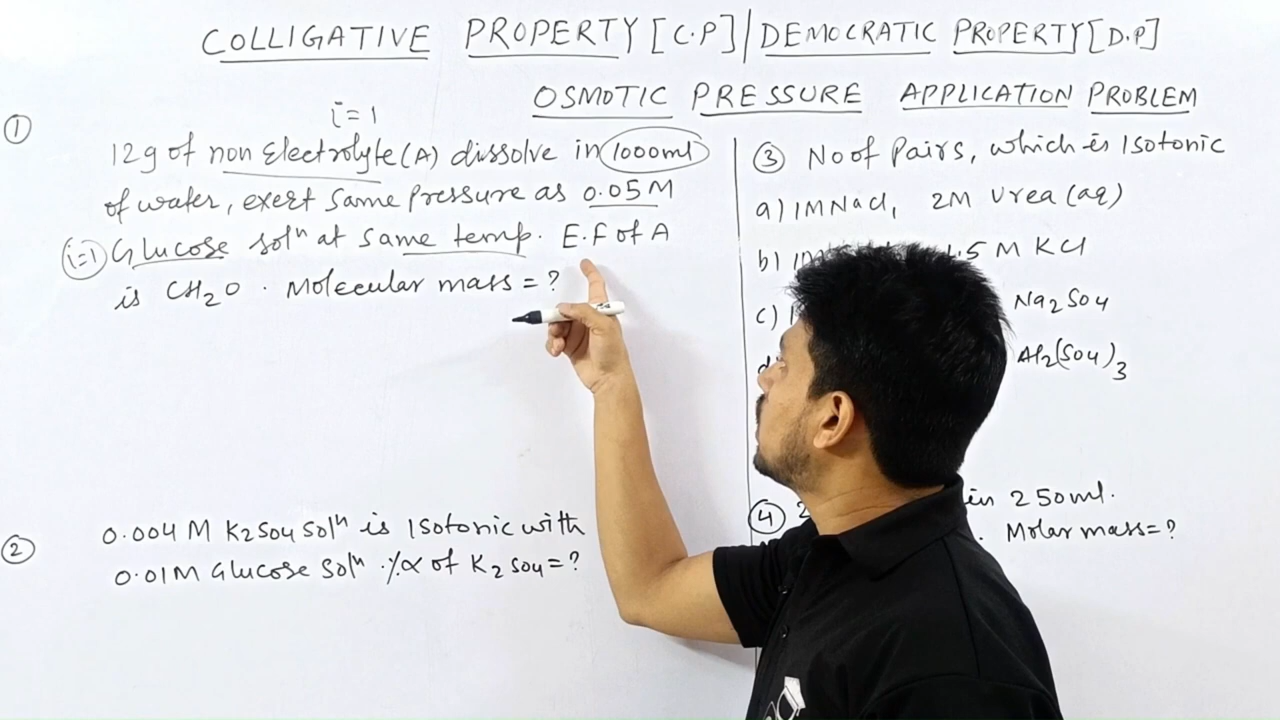 COLLIGATIVE PROPERTY [C.P] / DEMOCRATIC PROPERTY [D.P]
OSMOTIC PRESSURE APPLICATION PROBLEM
①
i=1
12g of non Electrolyte(A) dissolve in 1000ml
of water, exert same Pressure as 0.05M
i=1 Glucose solⁿ at same temp. E.F of A
is CH2O. Molecular mass = ?
② 0.004 M K2SO4 Solⁿ is Isotonic with
0.01M Glucose Solⁿ. %α of K2SO4 = ?
③ No of Pairs, which is Isotonic
a) 1M NaCl, 2M Urea (aq)
b) 1M .5 M KCl
c) Na2SO4
d Al2(SO4)3
④ 2 in 250ml.
. Molar mass = ?